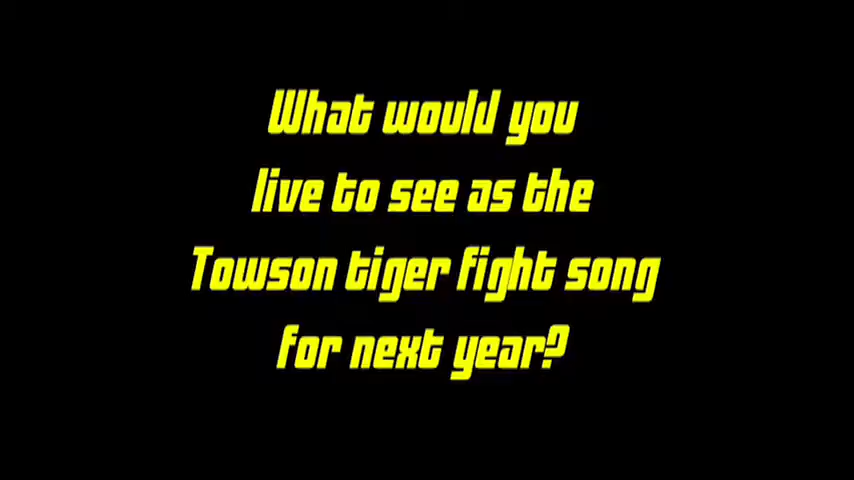 What would you
live to see as the
Towson tiger fight song
for next year?